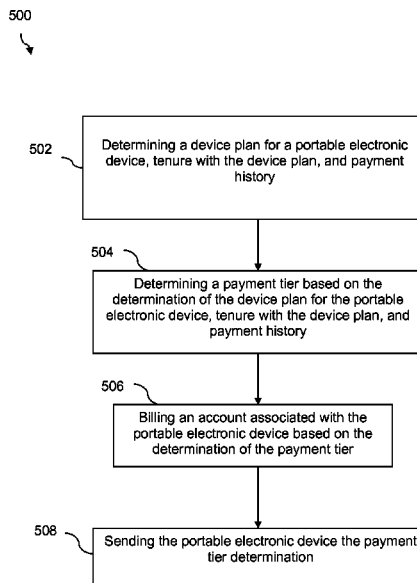 500
502
Determining a device plan for a portable electronic
device, tenure with the device plan, and payment
history
504
Determining a payment tier based on the
determination of the device plan for the portable
electronic device, tenure with the device plan, and
payment history
506
Billing an account associated with the
portable electronic device based on the
determination of the payment tier
508
Sending the portable electronic device the payment
tier determination